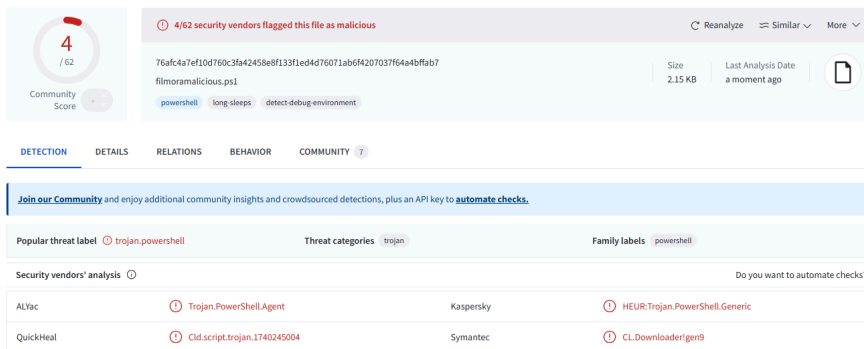 4
/ 62
Community Score
4/62 security vendors flagged this file as malicious
Reanalyze
Similar
More
76afc4a7ef10d760c3fa42458e8f133f1ed4d76071ab6f4207037f64a4bffab7
filmoramalicious.ps1
powershell long-sleeps detect-debug-environment
Size
2.15 KB
Last Analysis Date
a moment ago
DETECTION DETAILS RELATIONS BEHAVIOR COMMUNITY 7
Join our Community and enjoy additional community insights and crowdsourced detections, plus an API key to automate checks.
Popular threat label trojan.powershell Threat categories trojan Family labels powershell
Security vendors' analysis Do you want to automate checks?
ALYac Trojan.PowerShell.Agent Kaspersky HEUR:Trojan.PowerShell.Generic
QuickHeal Cld.script.trojan.1740245004 Symantec CL.Downloader!gen9